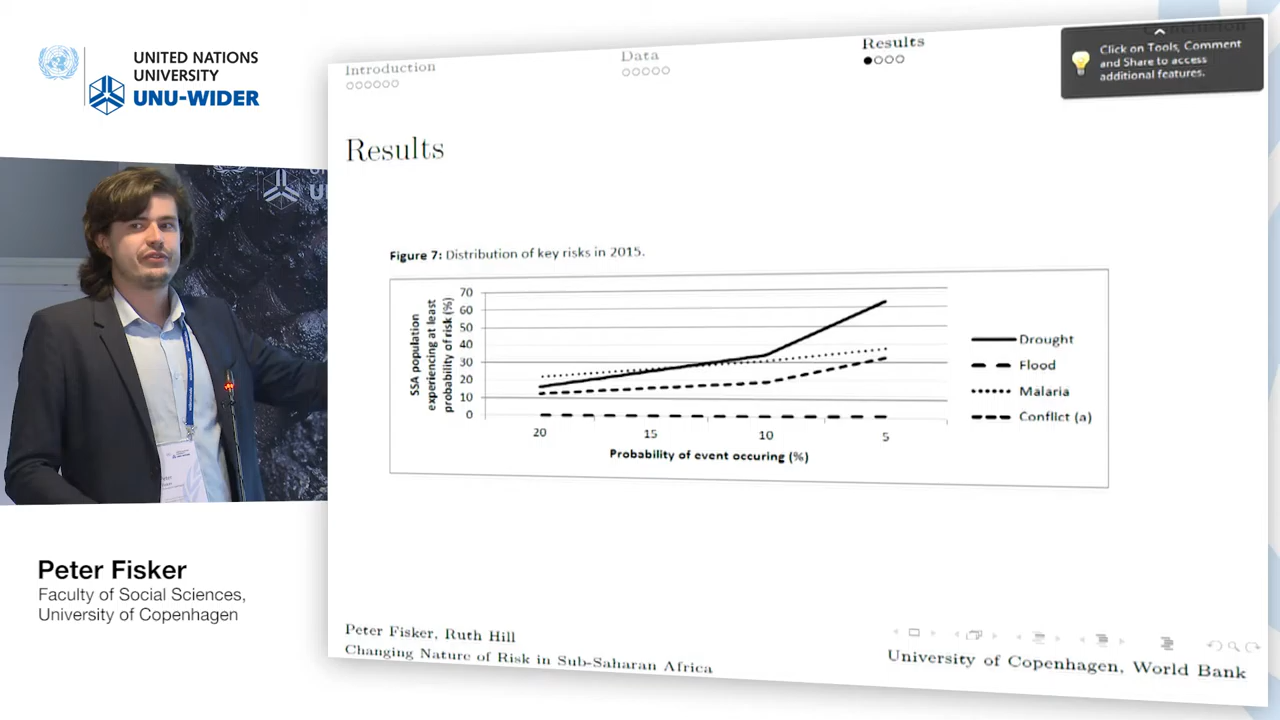 UNITED NATIONS
UNIVERSITY
UNU-WIDER
Introduction
Data
Results
Click on Tools, Comment
and Share to access
additional features.
Results
Figure 7: Distribution of key risks in 2015.
SSA population
experiencing at least
probability of risk (%)
70
60
50
40
30
20
10
0
20
15
10
5
Probability of event occuring (%)
Drought
Flood
Malaria
Conflict (a)
Peter Fisker
Faculty of Social Sciences,
University of Copenhagen
Peter Fisker, Ruth Hill
Changing Nature of Risk in Sub-Saharan Africa
University of Copenhagen, World Bank